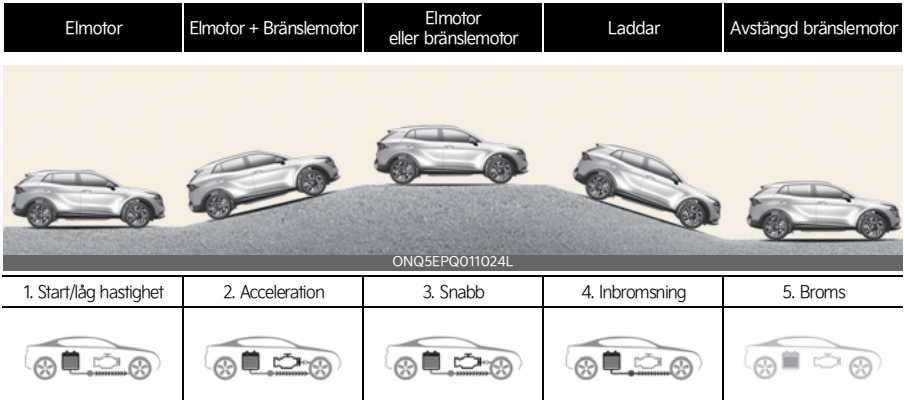 Elmotor
Elmotor + Bränslemotor
Elmotor
eller bränslemotor
Laddar
Avstängd bränslemotor
ONQ5EPQ011024L
1. Start/låg hastighet
2. Acceleration
3. Snabb
4. Inbromsning
5. Broms